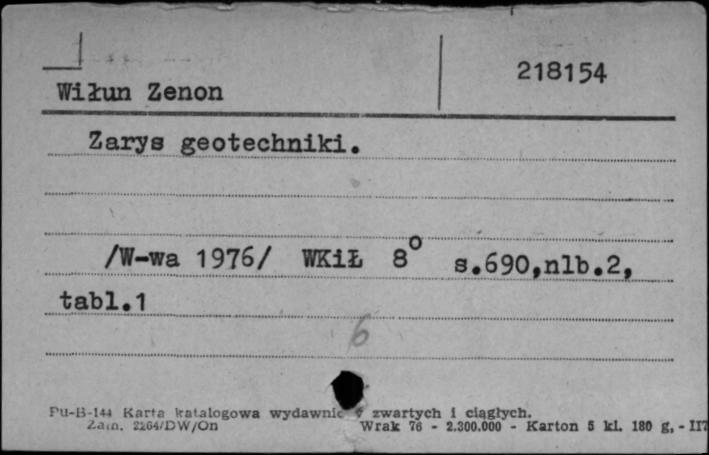 218154
Wiłun Zenon
Zarys geotechniki.
/W-wa 1976/ WKiŁ 8° s.690,nlb.2,
tabl.1
6
Pu-B-144 Karta katalogowa wydawnic zwartych i ciągłych.
Zam. 2264/DW/On Wrak 76 - 2.300.000 - Karton 5 kl. 180 g, - II7